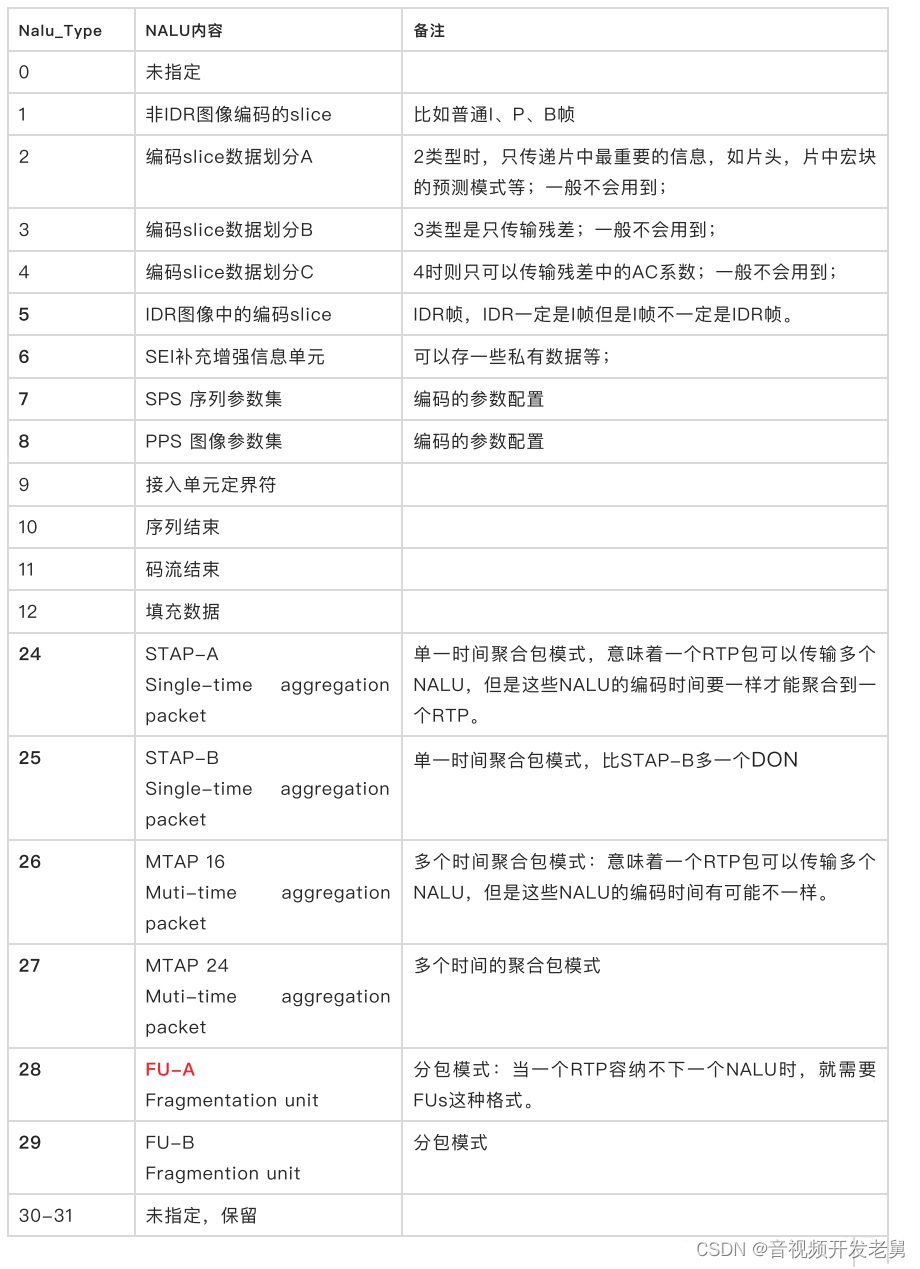 Nalu_Type NALU内容 备注
0 未指定
1 非IDR图像编码的slice 比如普通I、P、B帧
2 编码slice数据划分A 2类型时，只传递片中最重要的信息，如片头，片中宏块
的预测模式等；一般不会用到；
3 编码slice数据划分B 3类型是只传输残差；一般不会用到；
4 编码slice数据划分C 4时则只可以传输残差中的AC系数；一般不会用到；
5 IDR图像中的编码slice IDR帧，IDR一定是I帧但是I帧不一定是IDR帧。
6 SEI补充增强信息单元 可以存一些私有数据等；
7 SPS 序列参数集 编码的参数配置
8 PPS 图像参数集 编码的参数配置
9 接入单元定界符
10 序列结束
11 码流结束
12 填充数据
24 STAP-A 单一时间聚合包模式，意味着一个RTP包可以传输多个
Single-time aggregation NALU，但是这些NALU的编码时间要一样才能聚合到一
packet 个RTP。
25 STAP-B 单一时间聚合包模式，比STAP-B多一个DON
Single-time aggregation
packet
26 MTAP 16 多个时间聚合包模式：意味着一个RTP包可以传输多个
Muti-time aggregation NALU，但是这些NALU的编码时间有可能不一样。
packet
27 MTAP 24 多个时间的聚合包模式
Muti-time aggregation
packet
28 FU-A 分包模式：当一个RTP容纳不下一个NALU时，就需要
Fragmentation unit FUs这种格式。
29 FU-B 分包模式
Fragmention unit
30-31 未指定，保留
CSDN @音视频开发老舅